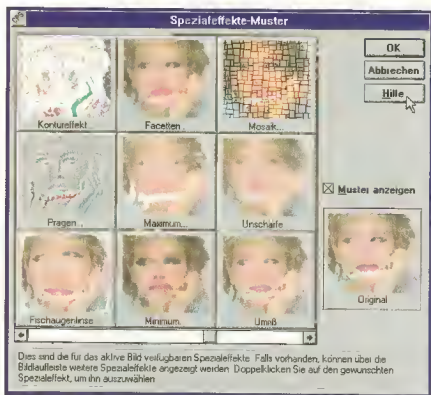 Spezialeffekte-Muster
OK
Abbrechen
Hilfe
Kontureffekt
Facetten...
Mosaik...
Prägen...
Maximum...
Unschärfe
Muster anzeigen
Fischaugenlinse
Minimum
Umriß
Original
Dies sind die für das aktive Bild verfügbaren Spezialeffekte. Falls vorhanden, können über die
Bildlaufleiste weitere Spezialeffekte angezeigt werden. Doppelklicken Sie auf den gewünschten
Spezialeffekt, um ihn auszuwählen.